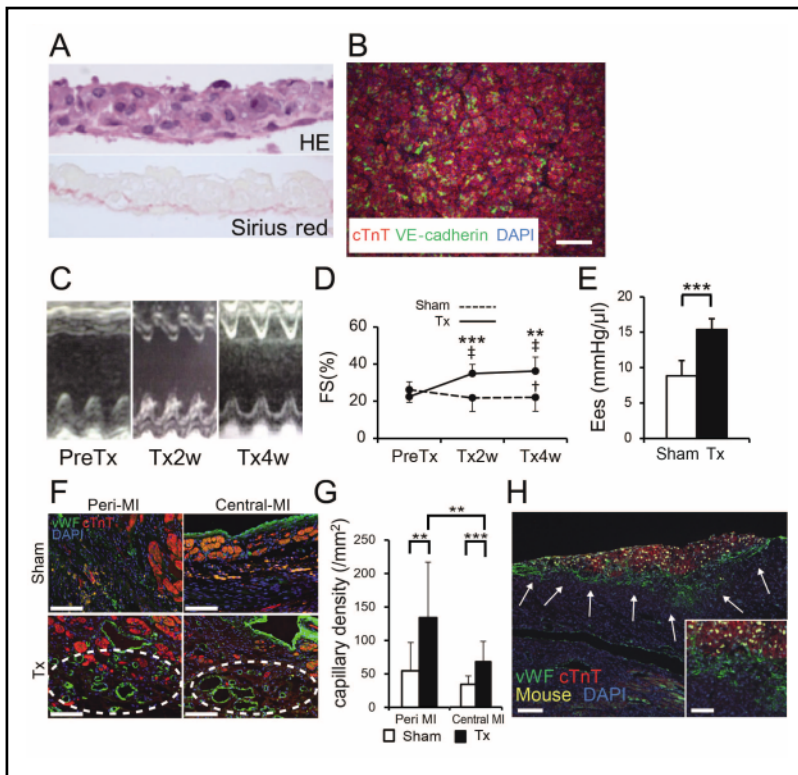 A
HE
Sirius red
B
cTnT VE-cadherin DAPI
C
PreTx Tx2w Tx4w
D
Sham
Tx
FS(%)
60
40
20
0
***
‡
**
‡
†
PreTx Tx2w Tx4w
E
***
Ees (mmHg/µl)
20
15
10
5
0
Sham Tx
F
Peri-MI Central-MI
vWF cTnT
DAPI
Sham
Tx
G
capillary density (/mm²)
250
200
150
100
50
0
**
**
***
Peri MI Central MI
Sham Tx
H
vWF cTnT
Mouse DAPI